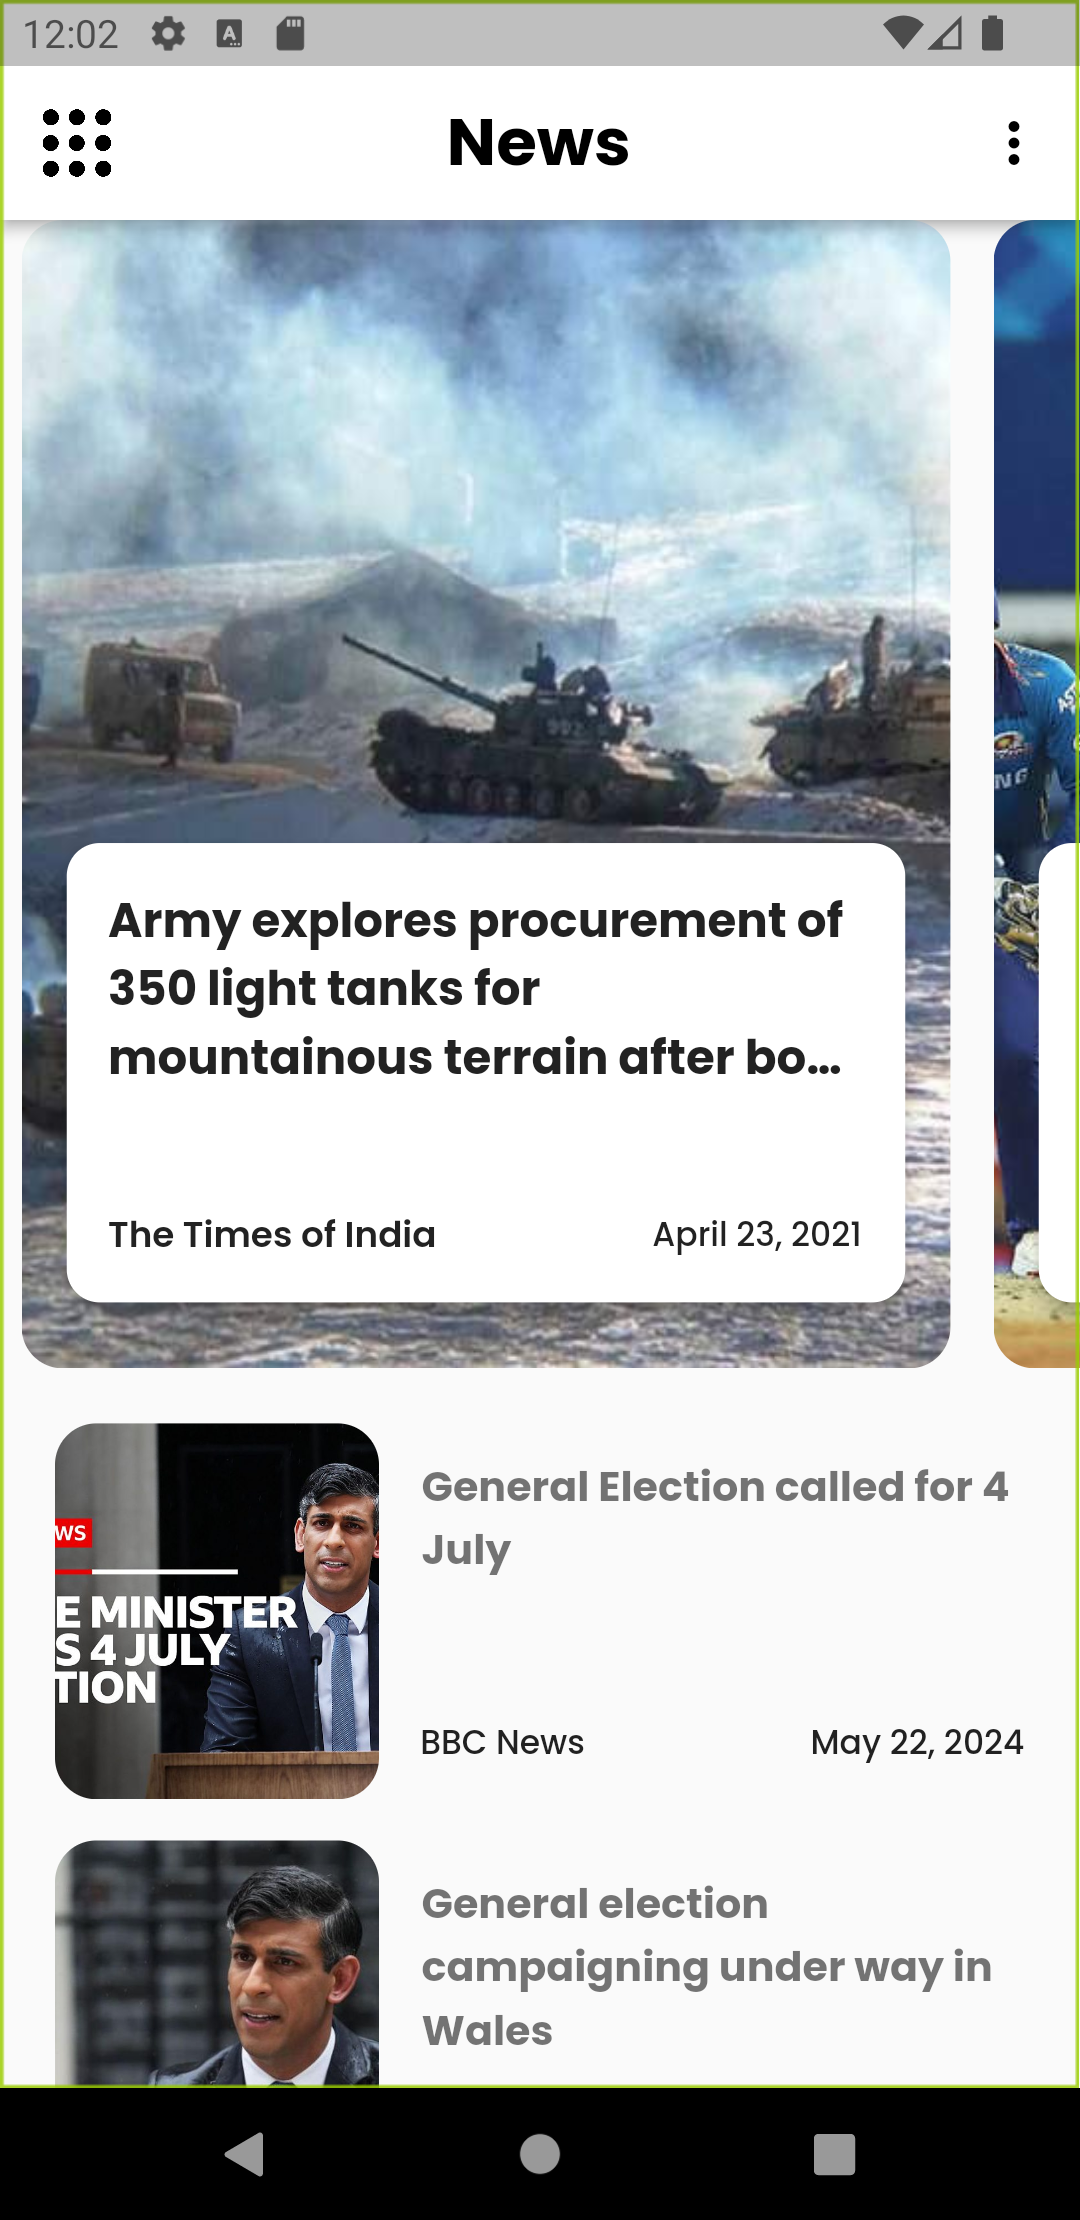 12:02
News
992
Army explores procurement of
350 light tanks for
mountainous terrain after bo...
The Times of India
April 23, 2021
NG
WS
E MINISTER
S 4 JULY
TION
General Election called for 4
July
BBC News
May 22, 2024
General election
campaigning under way in
Wales